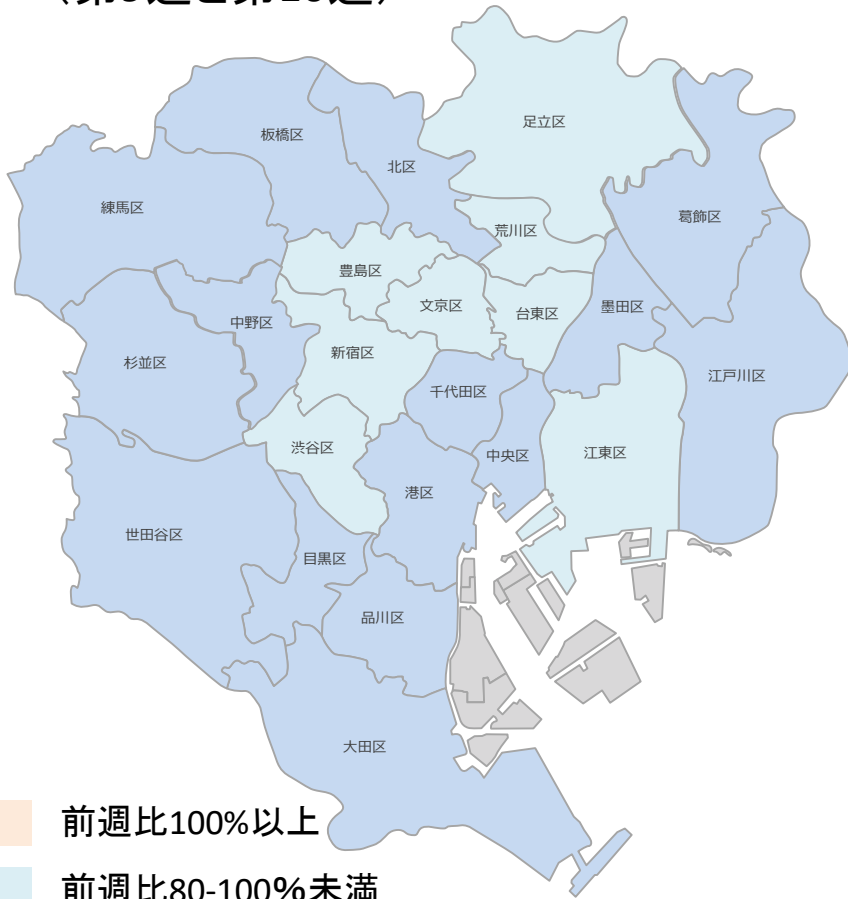 足立区
板橋区
北区
練馬区
葛飾区
荒川区
豊島区
文京区
台東区
墨田区
中野区
新宿区
杉並区
江戸川区
千代田区
渋谷区
中央区
江東区
港区
世田谷区
目黒区
品川区
大田区
前週比100%以上
前週比80-100%未満